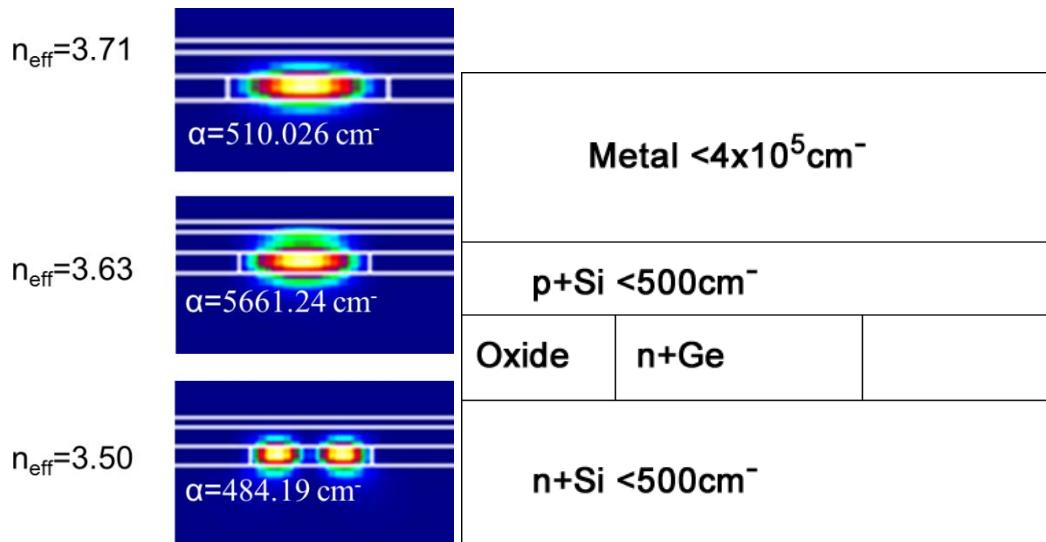 n_eff=3.71
α=510.026 cm⁻
n_eff=3.63
α=5661.24 cm⁻
n_eff=3.50
α=484.19 cm⁻
Metal <4x10⁵cm⁻
p+Si <500cm⁻
Oxide n+Ge
n+Si <500cm⁻